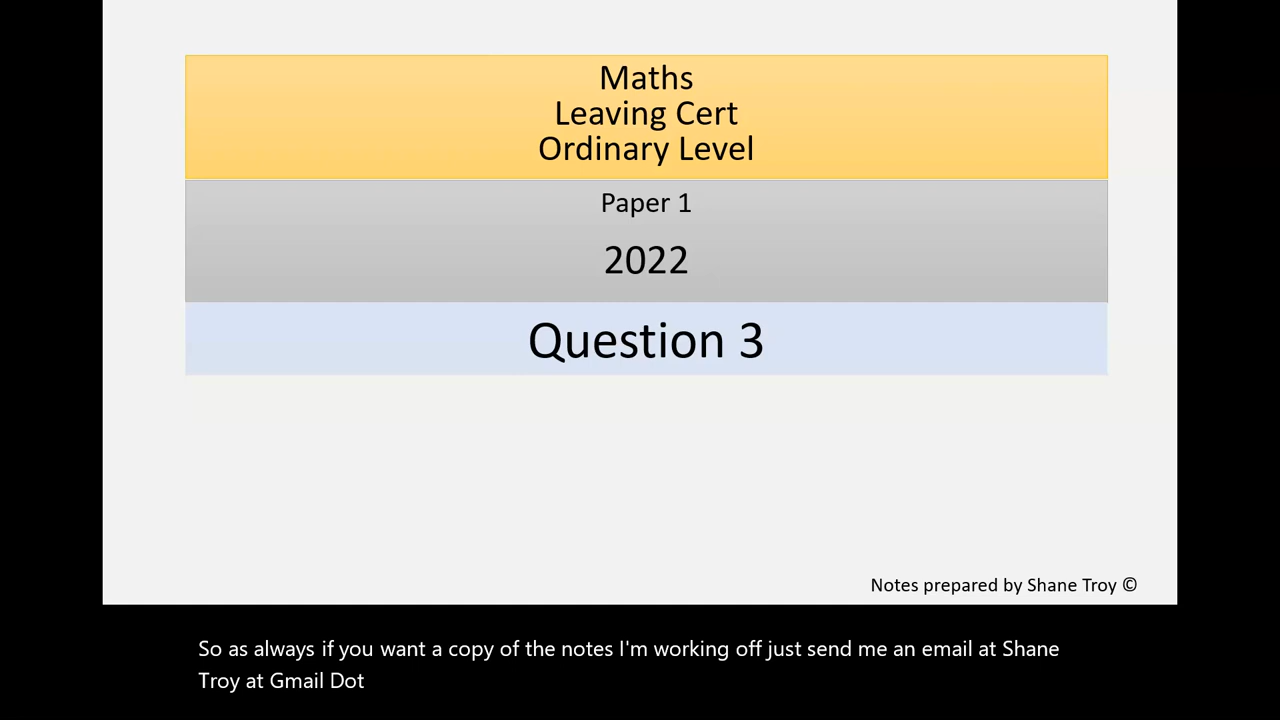 Maths
Leaving Cert
Ordinary Level
Paper 1
2022
Question 3
Notes prepared by Shane Troy ©
So as always if you want a copy of the notes I'm working off just send me an email at Shane
Troy at Gmail Dot